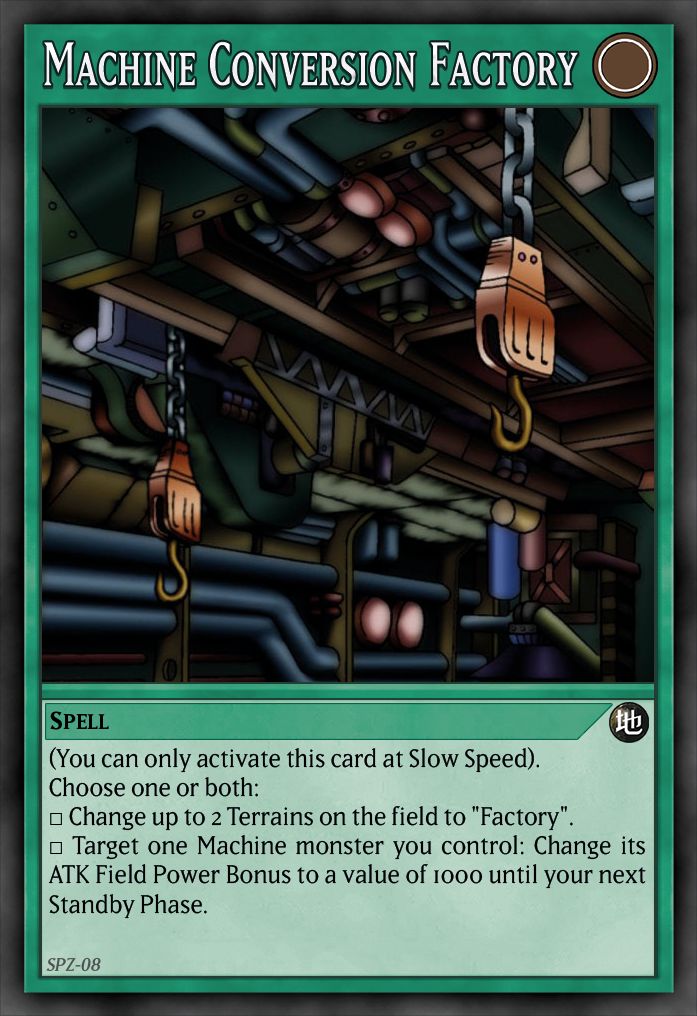 Machine Conversion Factory
Spell
(You can only activate this card at Slow Speed).
Choose one or both:
□ Change up to 2 Terrains on the field to "Factory".
□ Target one Machine monster you control: Change its
ATK Field Power Bonus to a value of 1000 until your next
Standby Phase.
SPZ-08